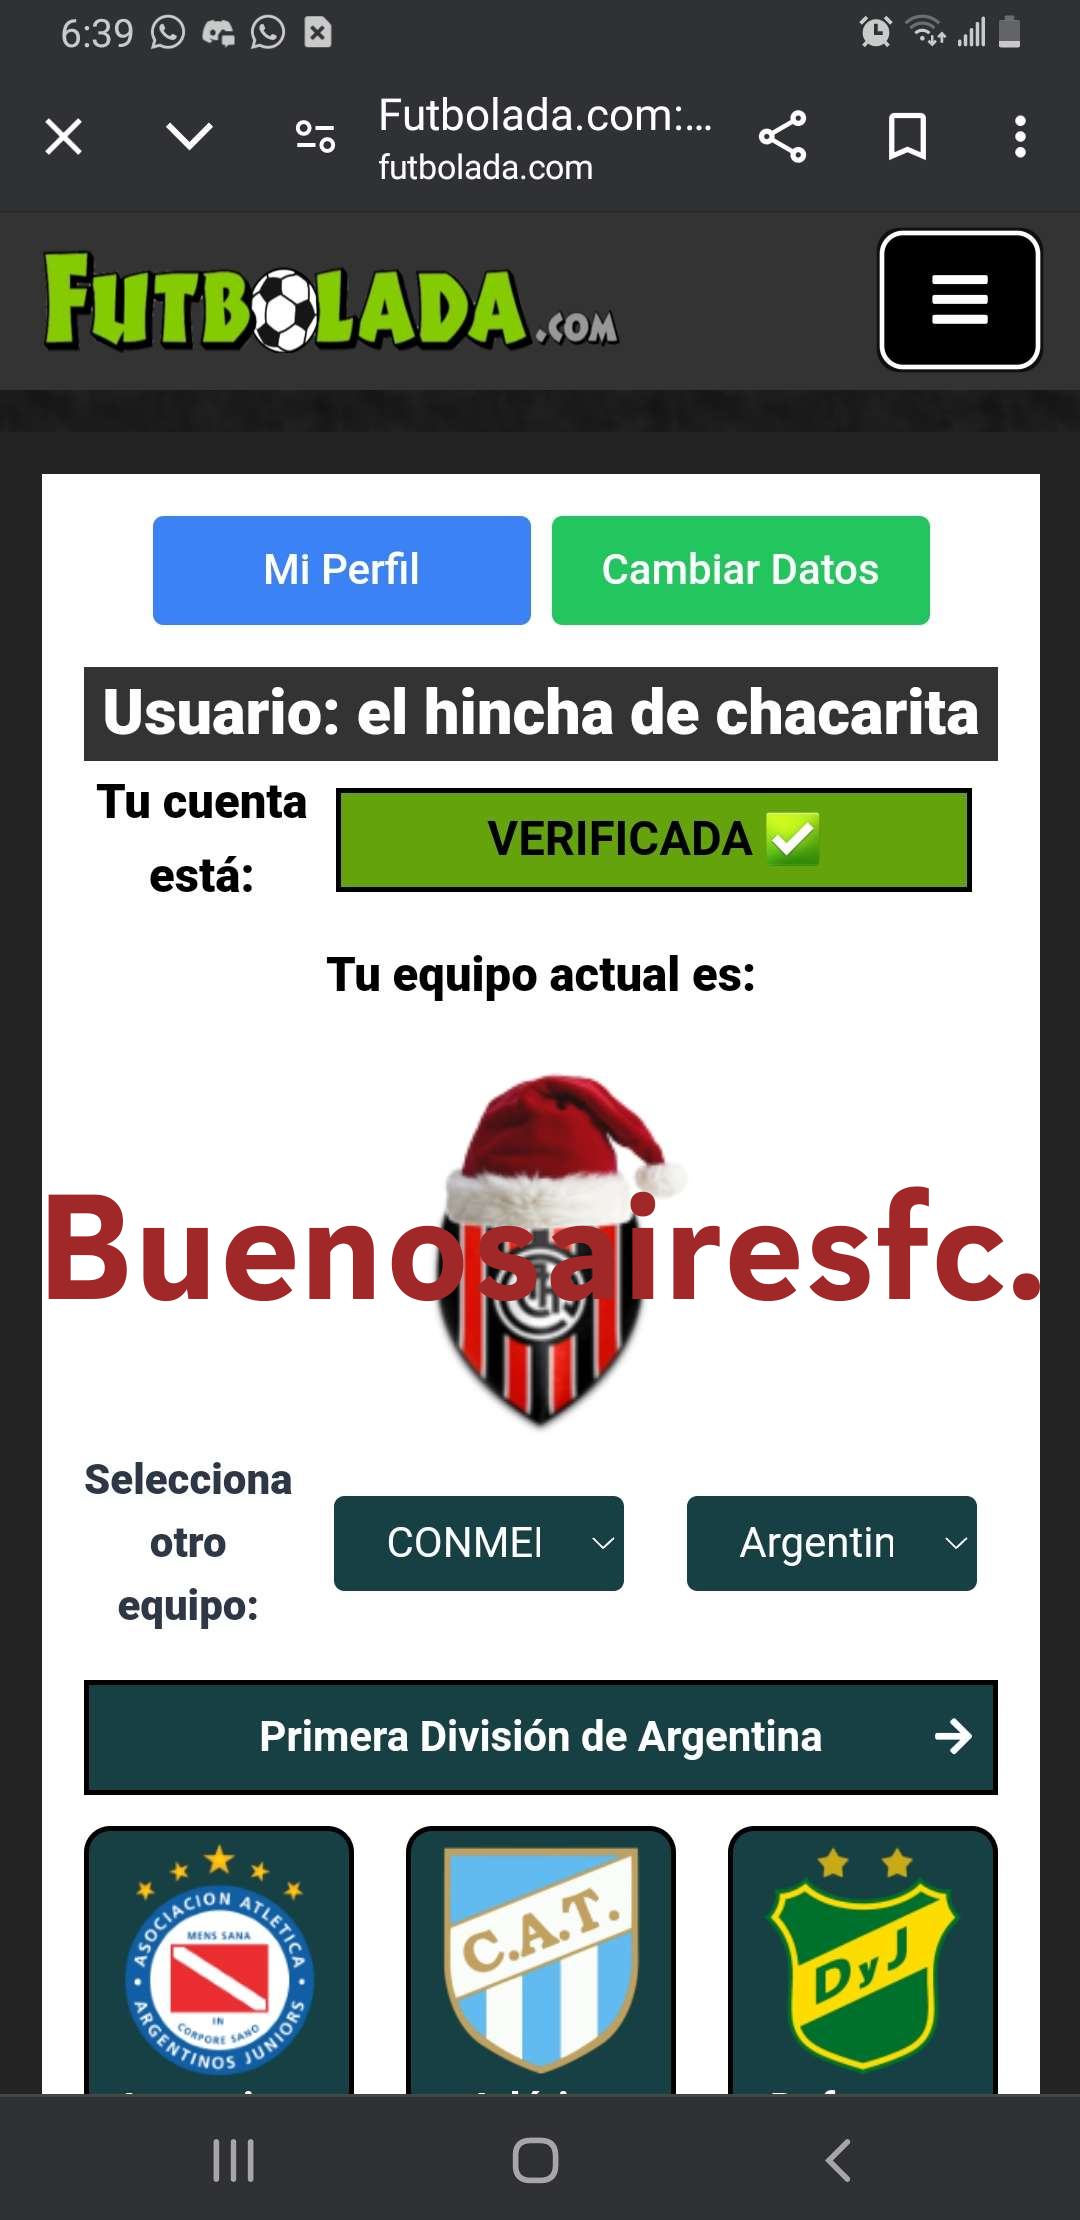 6:39
Futbolada.com:...
futbolada.com
FUTBOLADA.COM
Mi Perfil
Cambiar Datos
Usuario: el hincha de chacarita
Tu cuenta
está:
VERIFICADA ✅
Tu equipo actual es:
Buenosairesfc.
Selecciona
otro
equipo:
CONME
Argentin
Primera División de Argentina
ASOCIACION ATLETICA
MENS SANA
IN
CORPORE SANO
ARGENTINOS JUNIORS
C.A.T.
DyJ